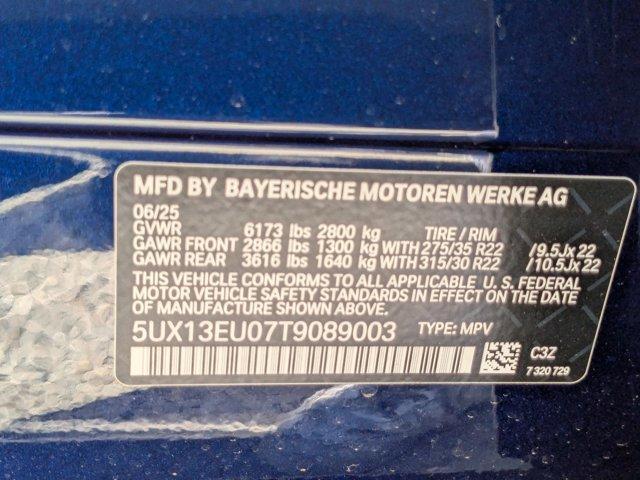 MFD BY BAYERISCHE MOTOREN WERKE AG
06/25
GVWR 6173 lbs 2800 kg TIRE / RIM
GAWR FRONT 2866 lbs 1300 kg WITH 275/35 R22 / 9.5Jx22
GAWR REAR 3616 lbs 1640 kg WITH 315/30 R22 / 10.5Jx22
THIS VEHICLE CONFORMS TO ALL APPLICABLE U. S. FEDERAL
MOTOR VEHICLE SAFETY STANDARDS IN EFFECT ON THE DATE
OF MANUFACTURE SHOWN ABOVE.
5UX13EU07T9089003 TYPE: MPV
C3Z
7 320 729